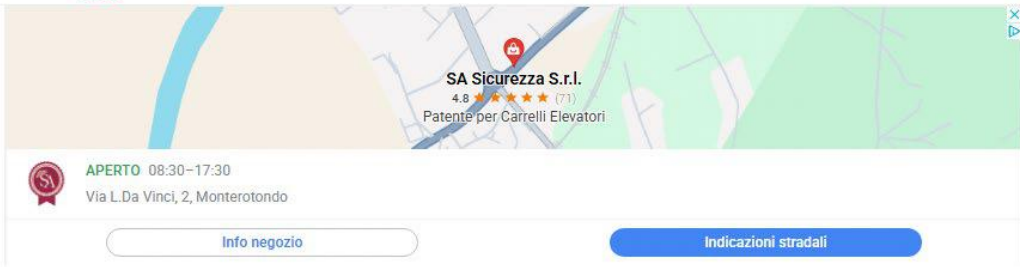 SA Sicurezza S.r.l.
4.8 ★★★★★ (71)
Patente per Carrelli Elevatori
SA
APERTO 08:30–17:30
Via L.Da Vinci, 2, Monterotondo
Info negozio
Indicazioni stradali